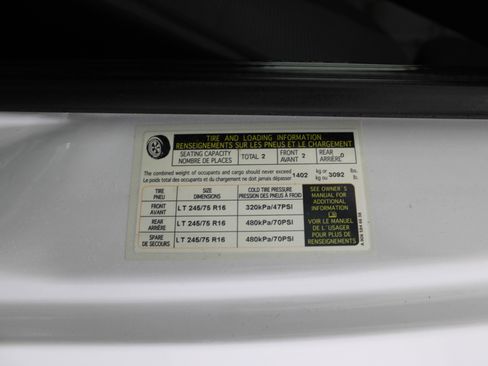 TIRE AND LOADING INFORMATION
RENSEIGNEMENTS SUR LES PNEUS ET LE CHARGEMENT
SEATING CAPACITY TOTAL 2 FRONT 2 REAR 0
NOMBRE DE PLACES AVANT ARRIÈRE
The combined weight of occupants and cargo should never exceed 1402 kg or 3092 lbs.
Le poids total des occupants et du chargement ne doit jamais dépasser kg ou lb.
TIRE SIZE COLD TIRE PRESSURE
PNEU DIMENSIONS PRESSION DES PNEUS À FROID
FRONT AVANT LT 245/75 R16 320kPa/47PSI
REAR ARRIÈRE LT 245/75 R16 480kPa/70PSI
SPARE DE SECOURS LT 245/75 R16 480kPa/70PSI
SEE OWNER'S
MANUAL FOR
ADDITIONAL
INFORMATION
VOIR LE MANUEL
DE L'USAGER
POUR PLUS DE
RENSEIGNEMENTS